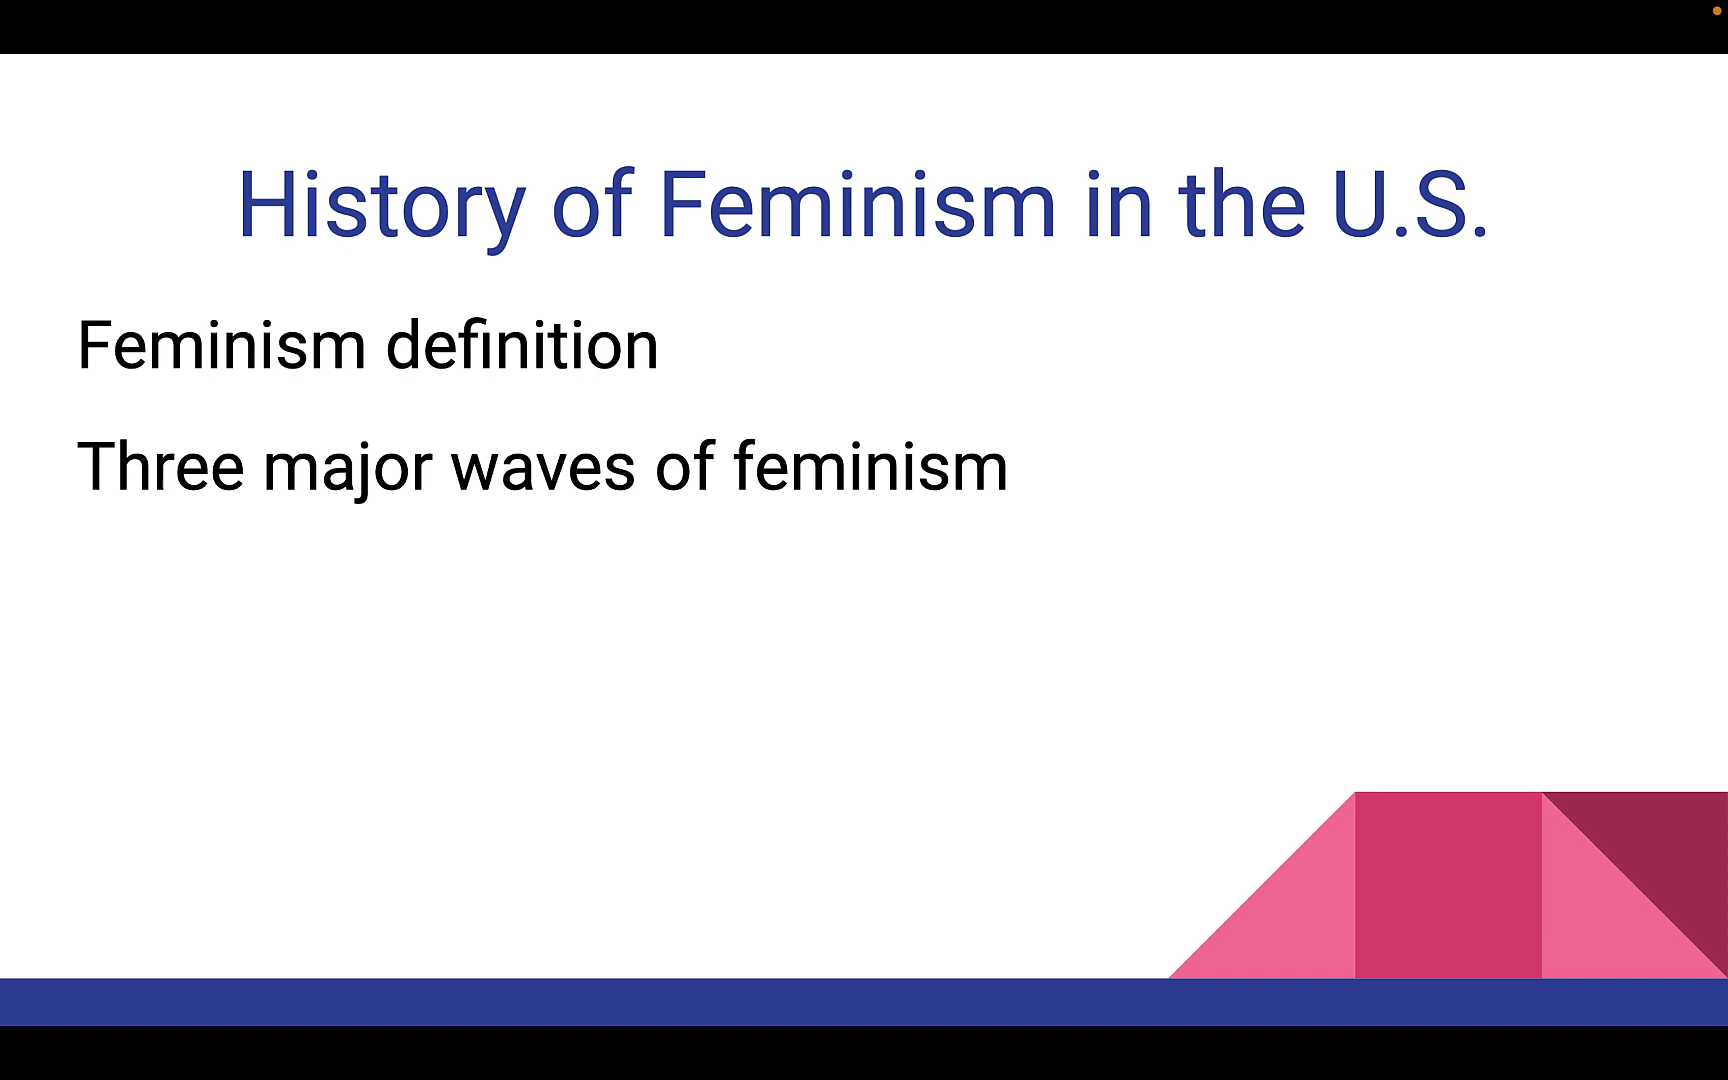 History of Feminism in the U.S.
Feminism definition
Three major waves of feminism